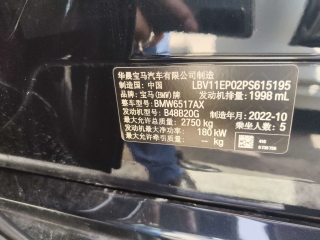 华晨宝马汽车有限公司制造
制造国: 中国 LBV11EP02PS615195
品牌: 宝马(BMW)牌 发动机排量: 1998 mL
整车型号: BMW6517AX
发动机型号: B48B20G 制造年月: 2022-10
最大允许总质量: 2750 kg 乘坐人数: 5
最大净功率: 180 kW
最大允许牵引质量: - kg